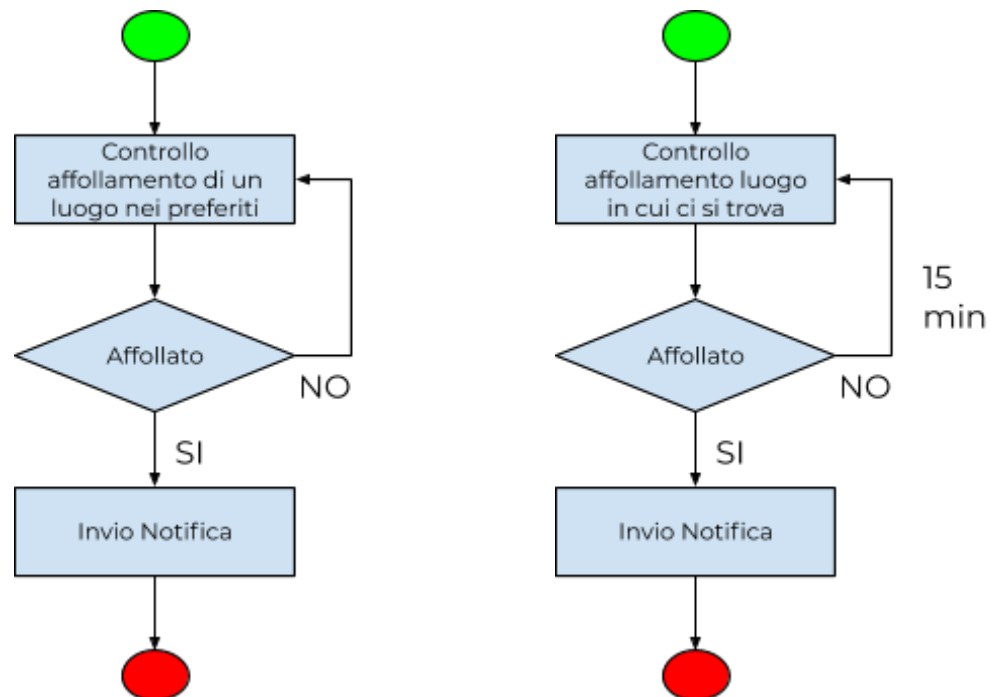 Controllo
affollamento di un
luogo nei preferiti
Affollato
NO
SI
Invio Notifica
Controllo
affollamento luogo
in cui ci si trova
15
min
Affollato
NO
SI
Invio Notifica